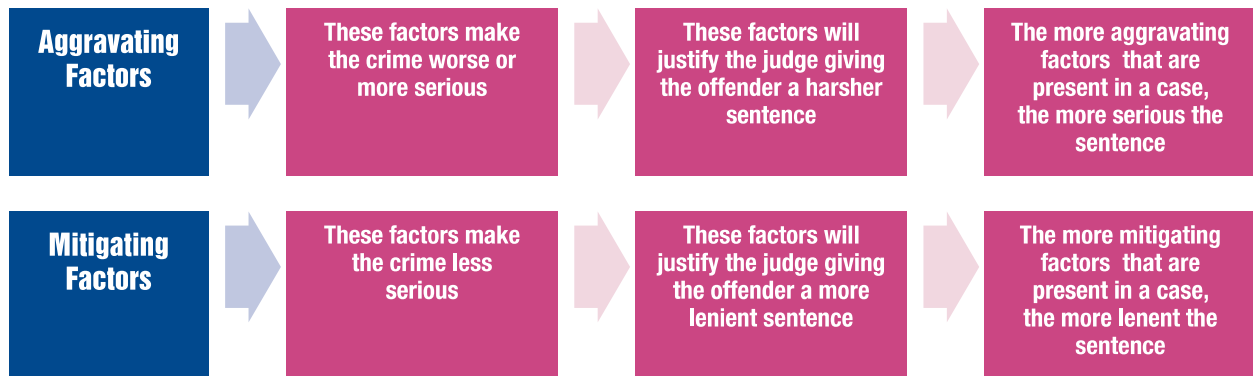 Aggravating
Factors
These factors make
the crime worse or
more serious
These factors will
justify the judge giving
the offender a harsher
sentence
The more aggravating
factors that are
present in a case,
the more serious the
sentence
Mitigating
Factors
These factors make
the crime less
serious
These factors will
justify the judge giving
the offender a more
lenient sentence
The more mitigating
factors that are
present in a case,
the more lenent the
sentence